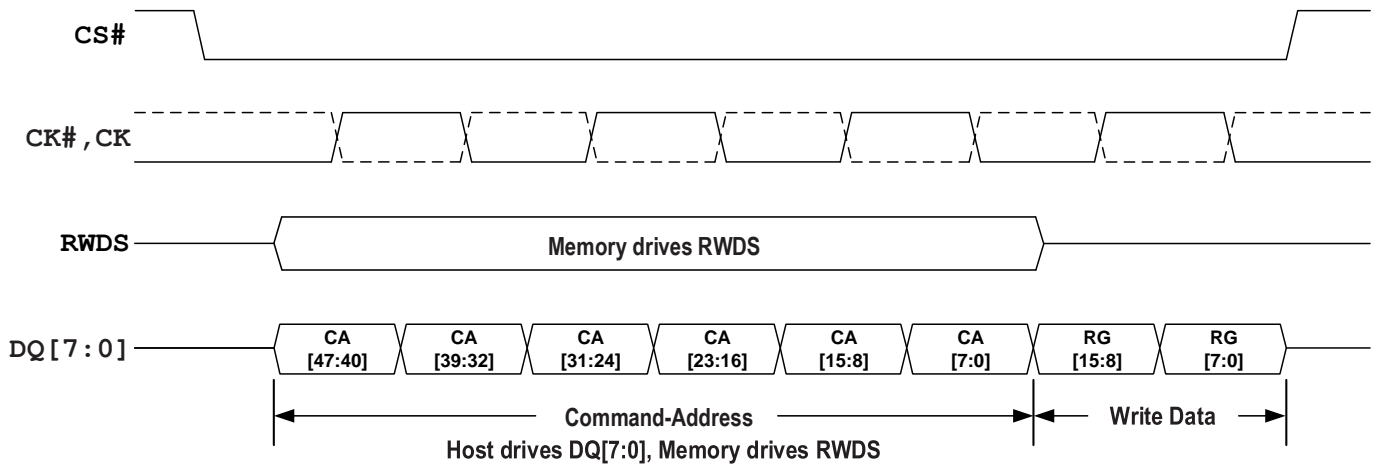 CS#
CK#,CK
RWDS
Memory drives RWDS
DQ[7:0]
CA CA CA CA CA CA RG RG
[47:40] [39:32] [31:24] [23:16] [15:8] [7:0] [15:8] [7:0]
Command-Address Write Data
Host drives DQ[7:0], Memory drives RWDS